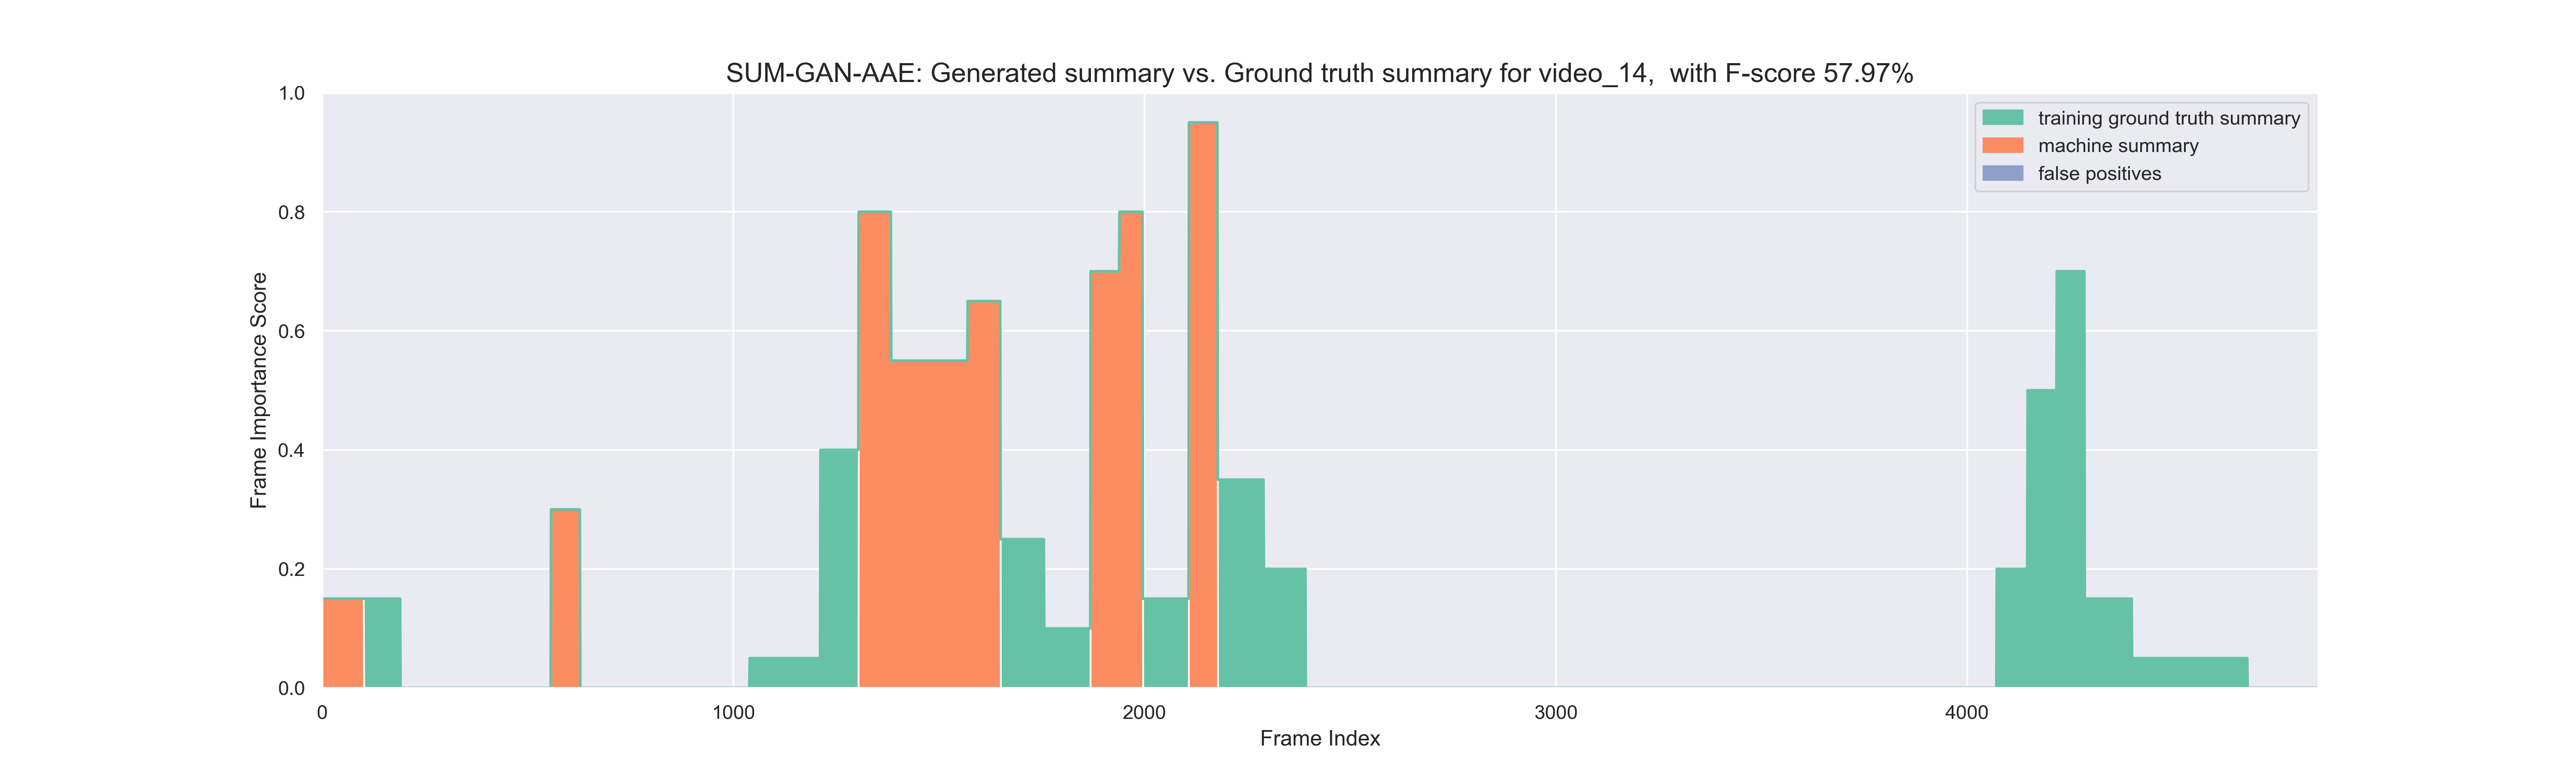 SUM-GAN-AAE: Generated summary vs. Ground truth summary for video_14,  with F-score 57.97%
1.0
0.8
0.6
0.4
0.2
0.0
Frame Importance Score
training ground truth summary
machine summary
false positives
0
1000
2000
3000
4000
Frame Index